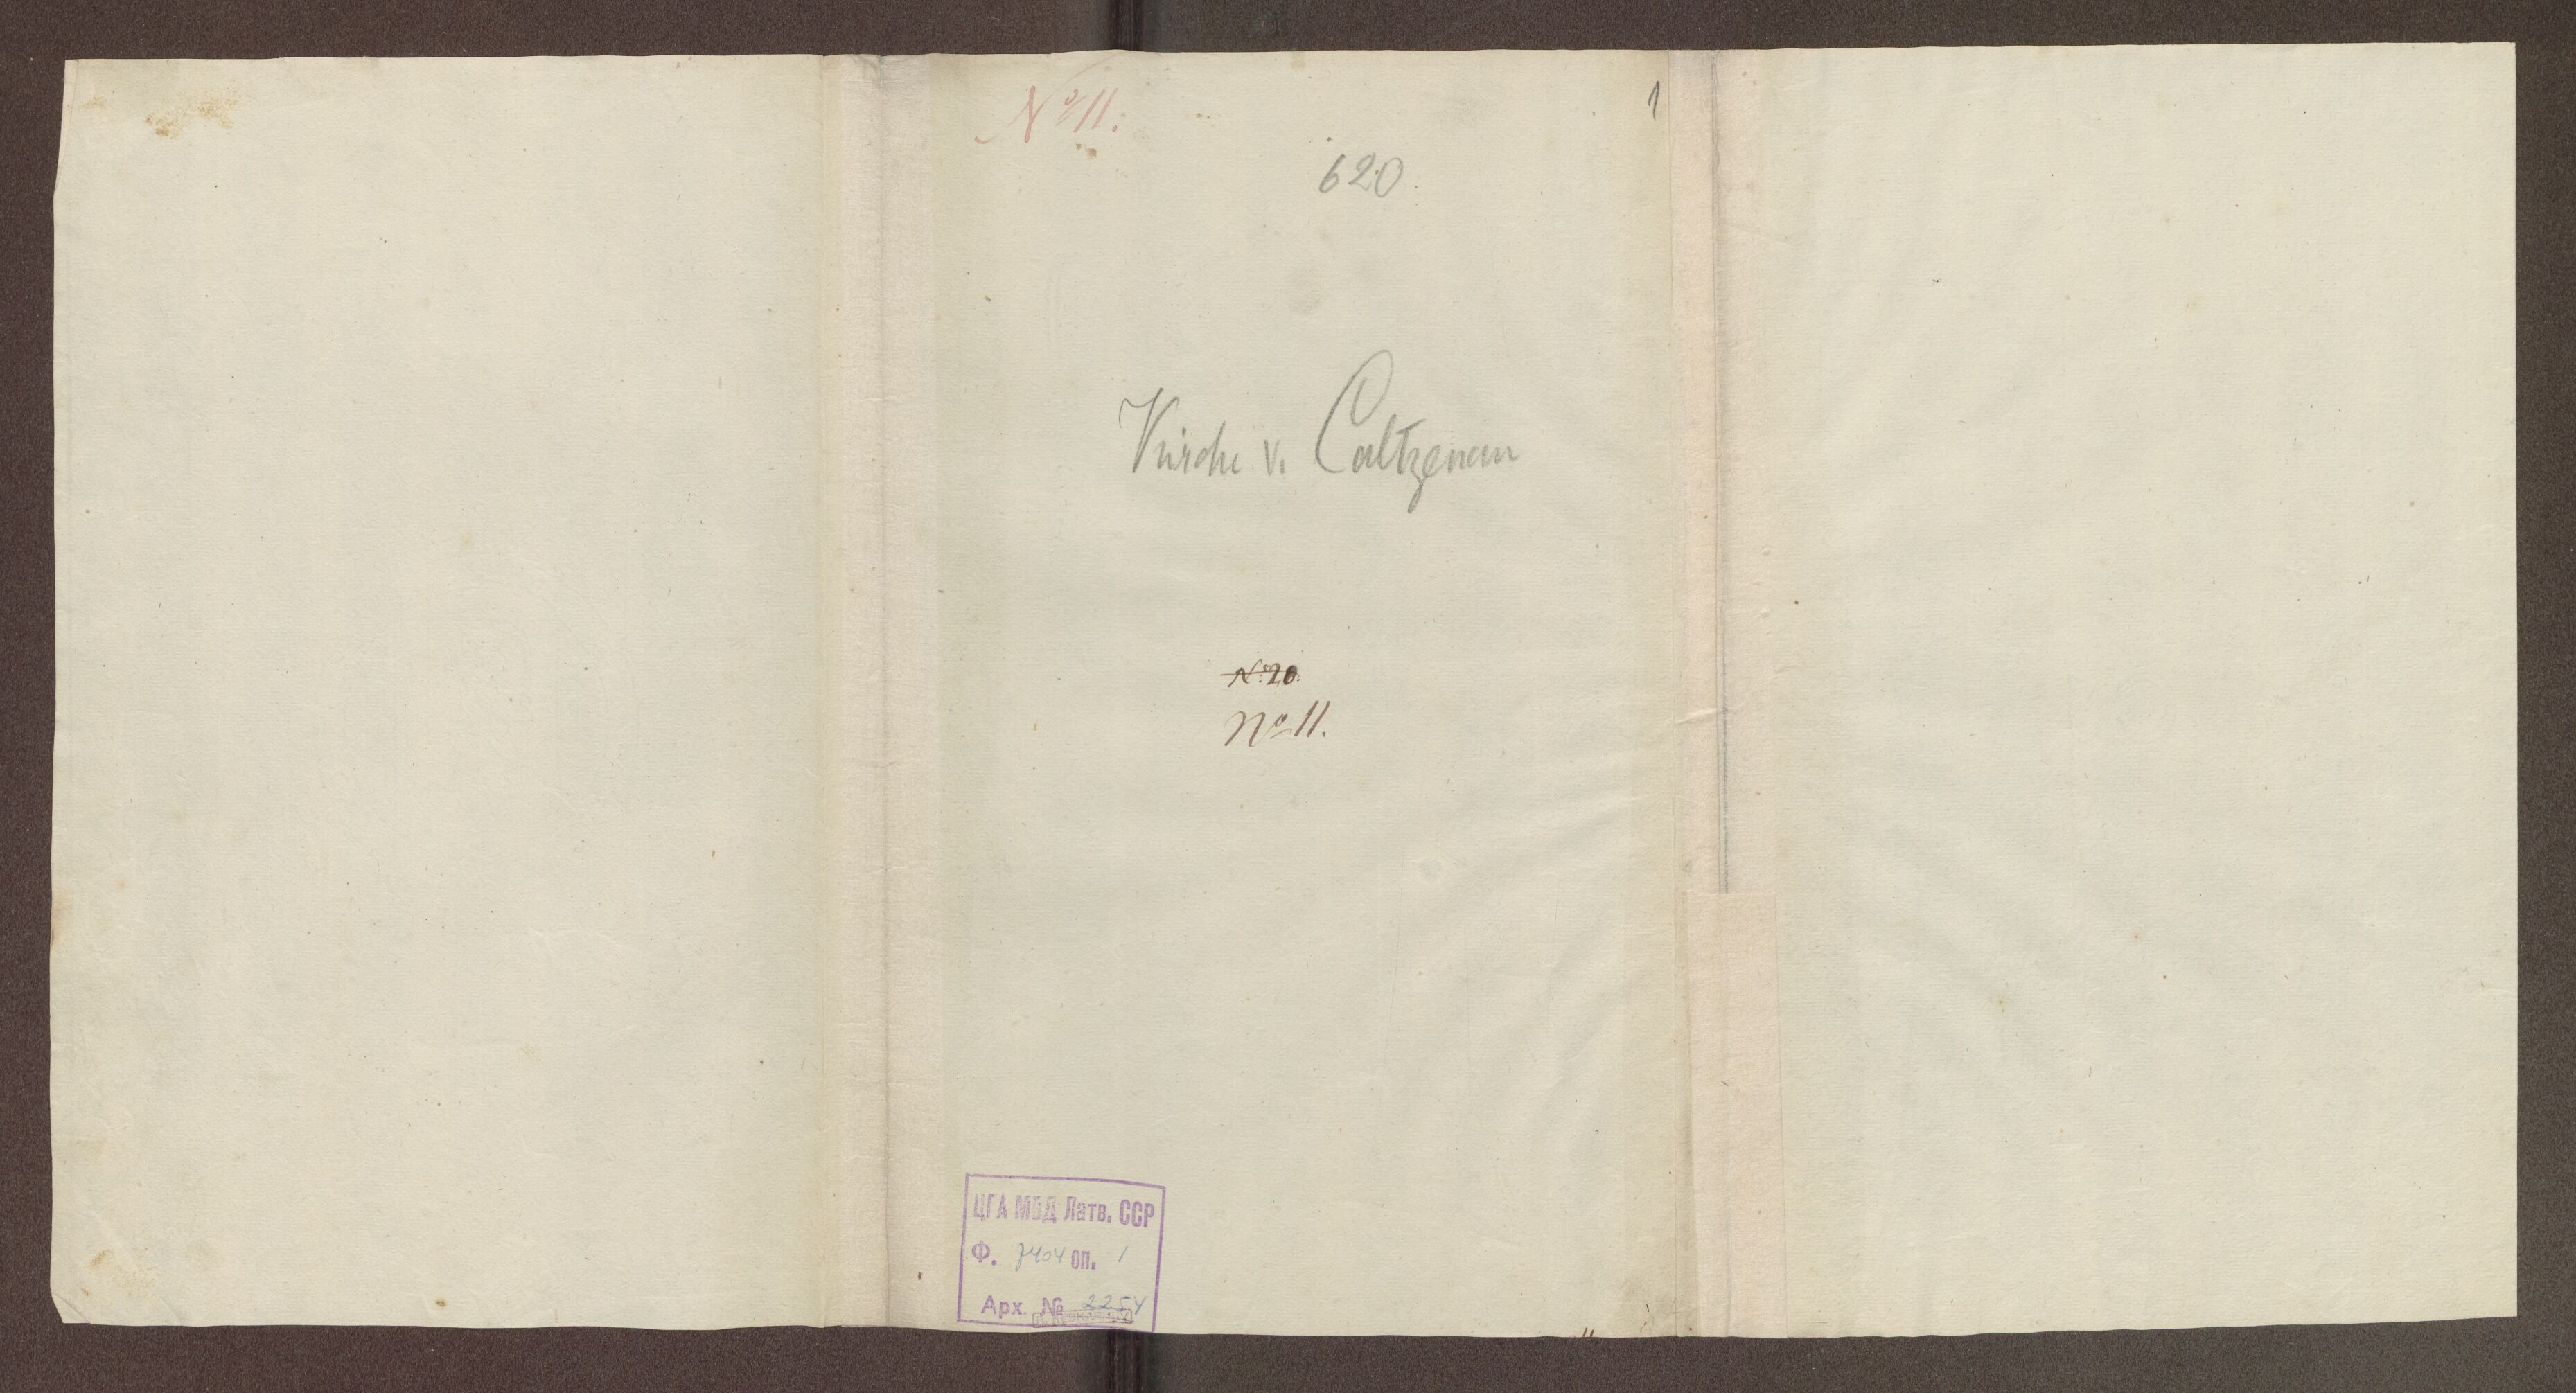 Nº 11.
1
620.
Kirche v. Caltzenau
Nº 20.
Nº 11.
ЦГА МВД Латв. ССР
Ф. 7404 оп. 1
Арх. № 2254